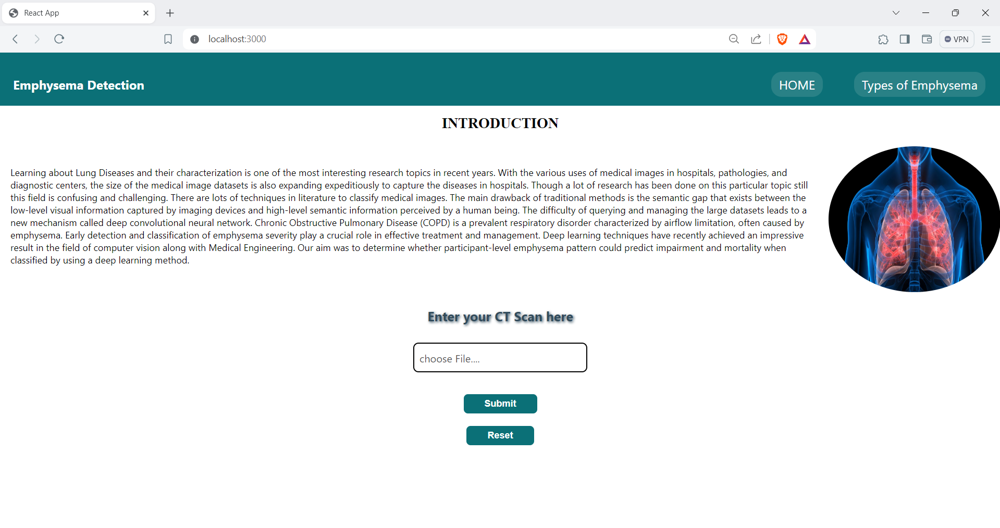 React App
localhost:3000
VPN
Emphysema Detection
HOME
Types of Emphysema
INTRODUCTION
Learning about Lung Diseases and their characterization is one of the most interesting research topics in recent years. With the various uses of medical images in hospitals, pathologies, and
diagnostic centers, the size of the medical image datasets is also expanding expeditiously to capture the diseases in hospitals. Though a lot of research has been done on this particular topic still
this field is confusing and challenging. There are lots of techniques in literature to classify medical images. The main drawback of traditional methods is the semantic gap that exists between the
low-level visual information captured by imaging devices and high-level semantic information perceived by a human being. The difficulty of querying and managing the large datasets leads to a
new mechanism called deep convolutional neural network. Chronic Obstructive Pulmonary Disease (COPD) is a prevalent respiratory disorder characterized by airflow limitation, often caused by
emphysema. Early detection and classification of emphysema severity play a crucial role in effective treatment and management. Deep learning techniques have recently achieved an impressive
result in the field of computer vision along with Medical Engineering. Our aim was to determine whether participant-level emphysema pattern could predict impairment and mortality when
classified by using a deep learning method.
Enter your CT Scan here
choose File....
Submit
Reset